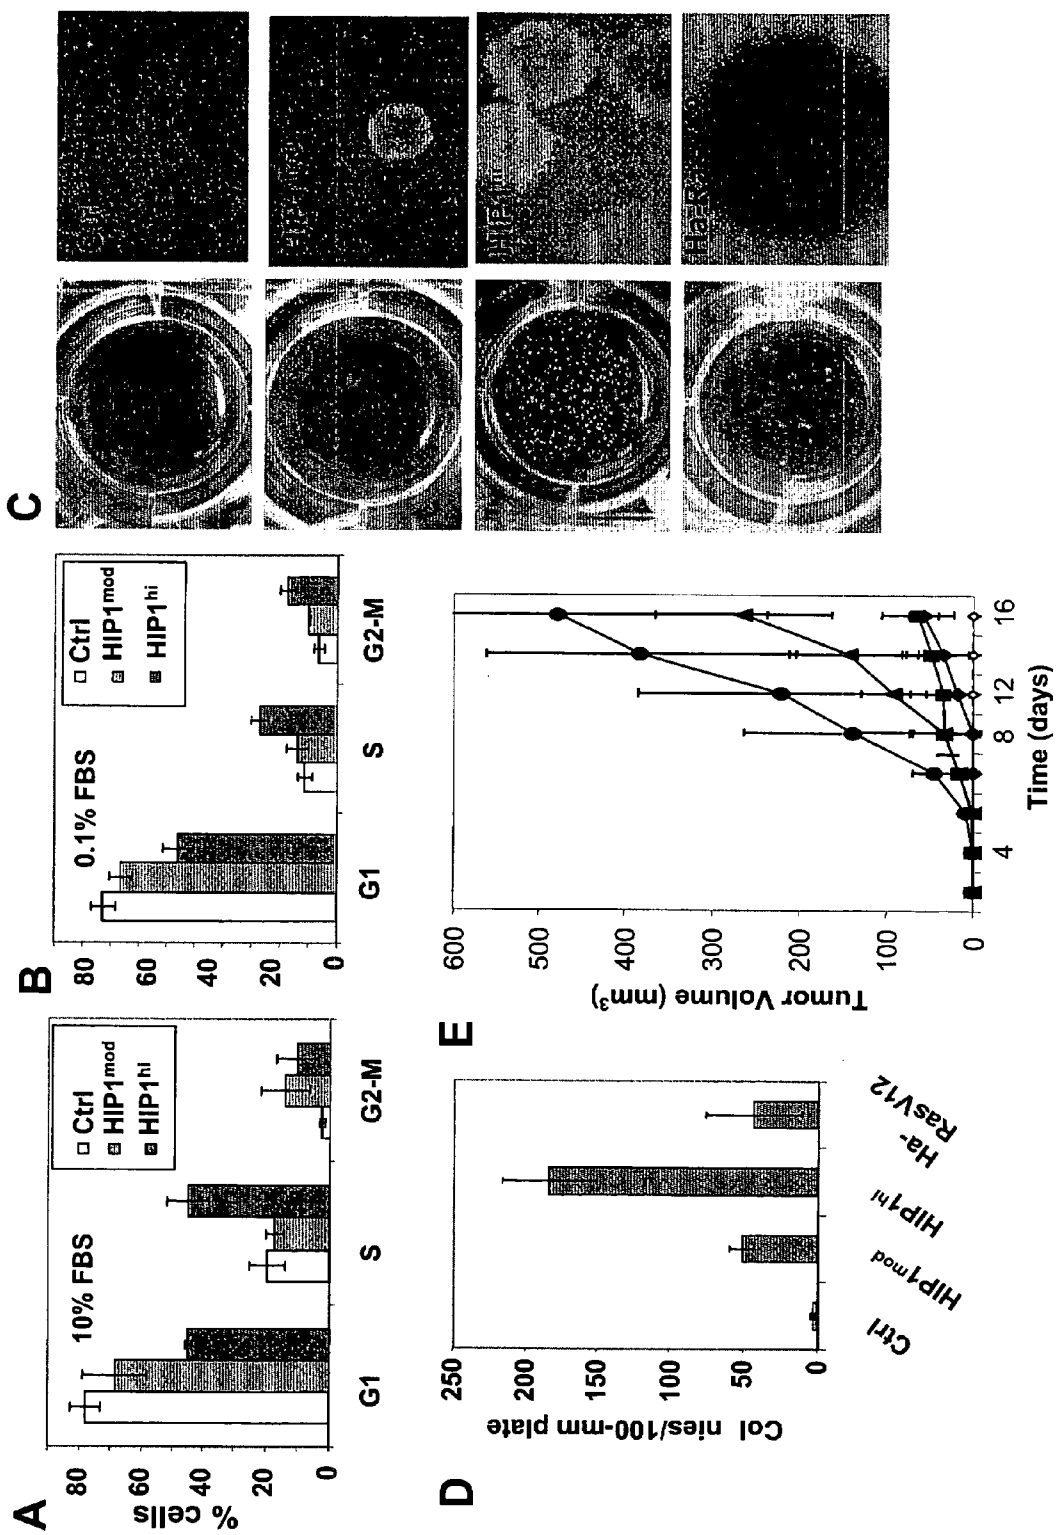 A
% cells
80
60
40
20
0
10% FBS
Ctrl
HIP1mod
HIP1hi
G1
S
G2-M
B
80
60
40
20
0
0.1% FBS
Ctrl
HIP1mod
HIP1hi
G1
S
G2-M
C
HIP1
D
Col nies/100-mm plate
250
200
150
100
50
0
Ctrl
HIP1mod
HIP1hi
Ha-
RasV12
E
Tumor Volume (mm3)
600
500
400
300
200
100
0
4
8
12
16
Time (days)